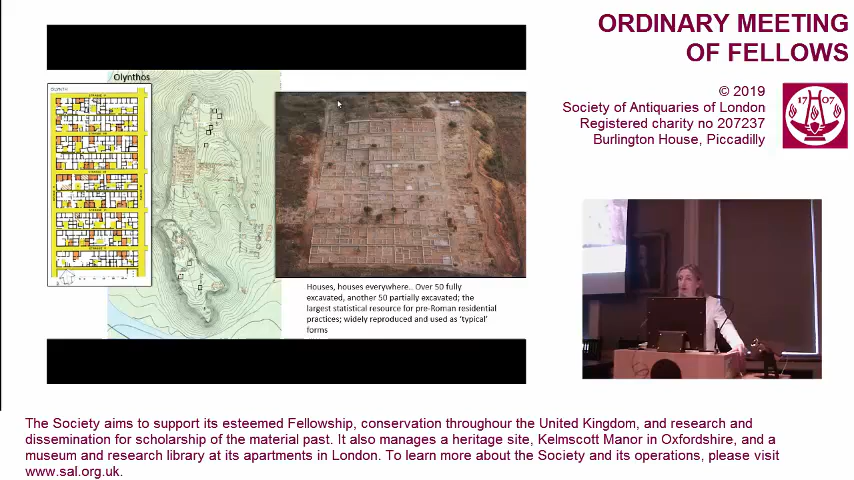 ORDINARY MEETING
OF FELLOWS
© 2019
Society of Antiquaries of London
Registered charity no 207237
Burlington House, Piccadilly
17 07
Olynthos
Houses, houses everywhere.. Over 50 fully
excavated, another 50 partially excavated; the
largest statistical resource for pre-Roman residential
practices; widely reproduced and used as ‘typical’
forms
The Society aims to support its esteemed Fellowship, conservation throughour the United Kingdom, and research and
dissemination for scholarship of the material past. It also manages a heritage site, Kelmscott Manor in Oxfordshire, and a
museum and research library at its apartments in London. To learn more about the Society and its operations, please visit
www.sal.org.uk.